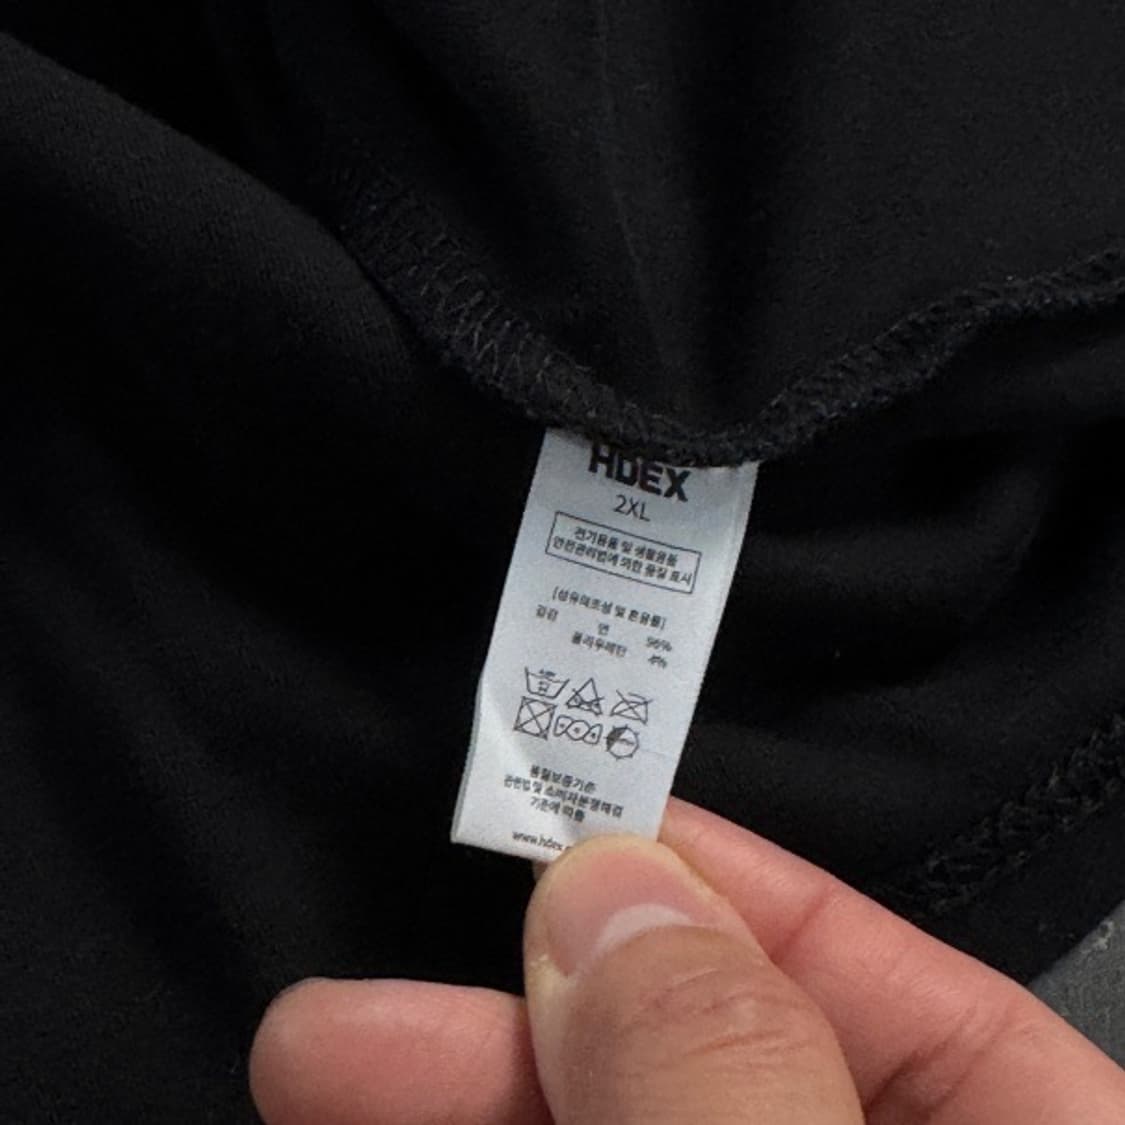 HDEX
2XL
전기용품 및 생활용품
안전관리법에 의한 품질 표시
[섬유의조성 및 혼용률]
겉감 면 96%
폴리우레탄 4%
품질보증기준
관련법및 소비자분쟁해결
기준에 따름
www.hdex.